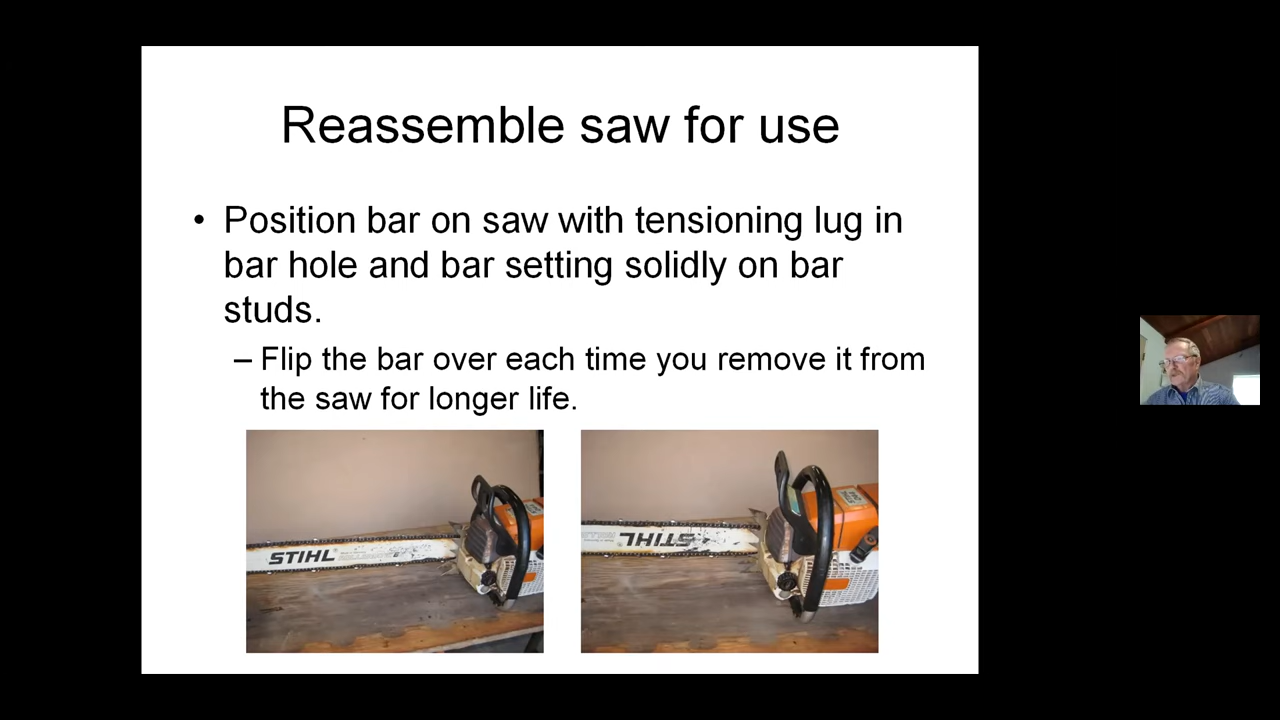 Reassemble saw for use
• Position bar on saw with tensioning lug in
bar hole and bar setting solidly on bar
studs.
– Flip the bar over each time you remove it from
the saw for longer life.
STIHL
STIHL